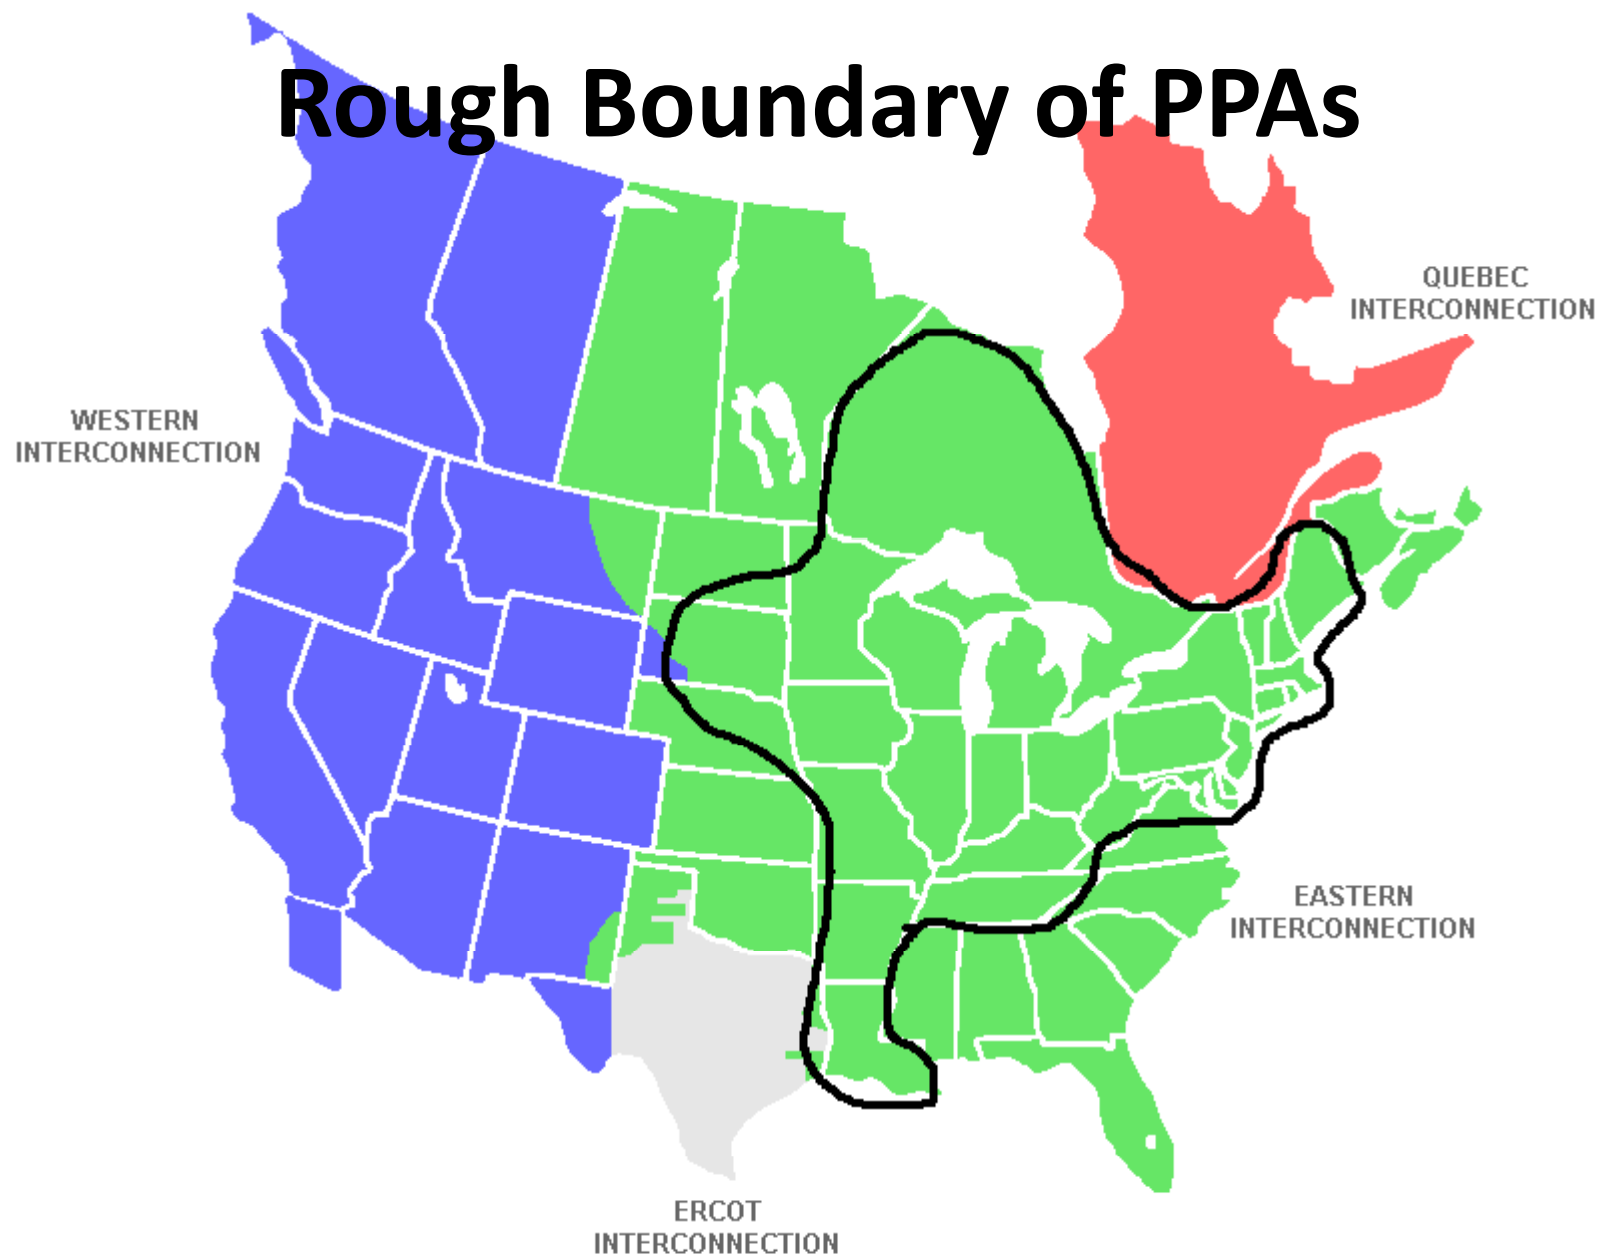 Rough Boundary of PPAs
QUEBEC
INTERCONNECTION
WESTERN
INTERCONNECTION
EASTERN
INTERCONNECTION
ERCOT
INTERCONNECTION